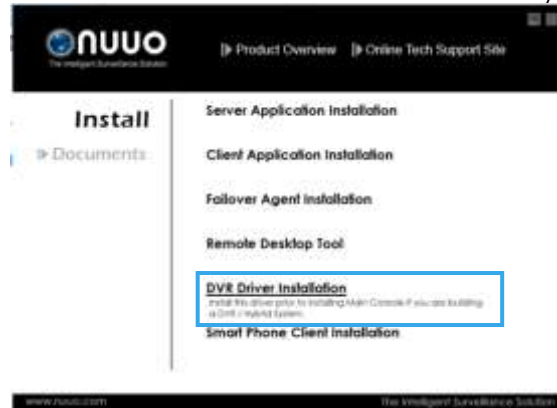 nuuo
The Intelligent Surveillance Solution
Product Overview
Online Tech Support Site
Install
Documents
Server Application Installation
Client Application Installation
Failover Agent Installation
Remote Desktop Tool
DVR Driver Installation
Install this driver prior to installing Main Console if you are building
a DVR / Hybrid System.
Smart Phone Client Installation
www.nuuo.com
The Intelligent Surveillance Solution